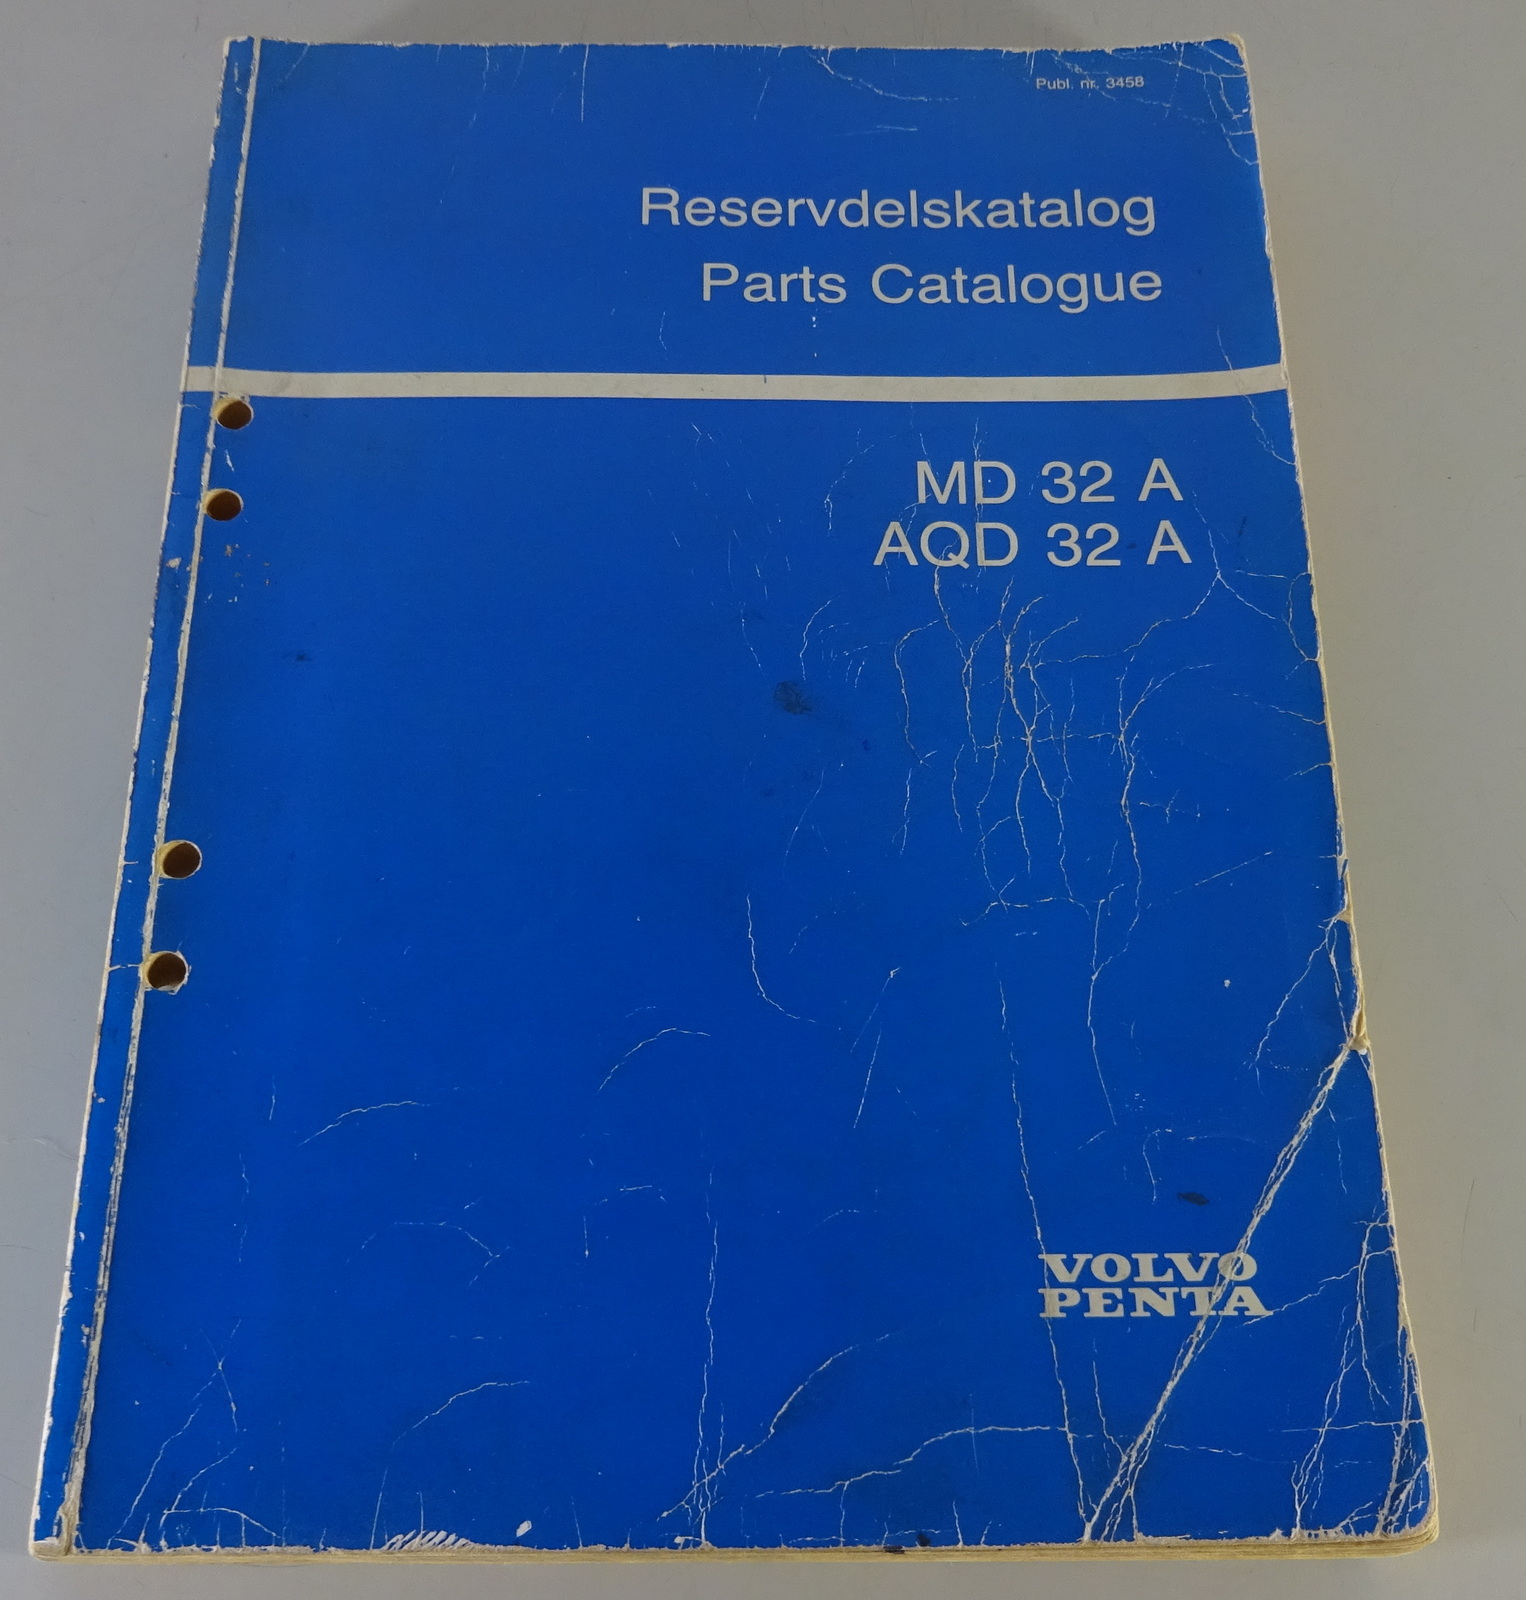 Publ. nr. 3458
Reservdelskatalog
Parts Catalogue
MD 32 A
AQD 32 A
VOLVO
PENTA